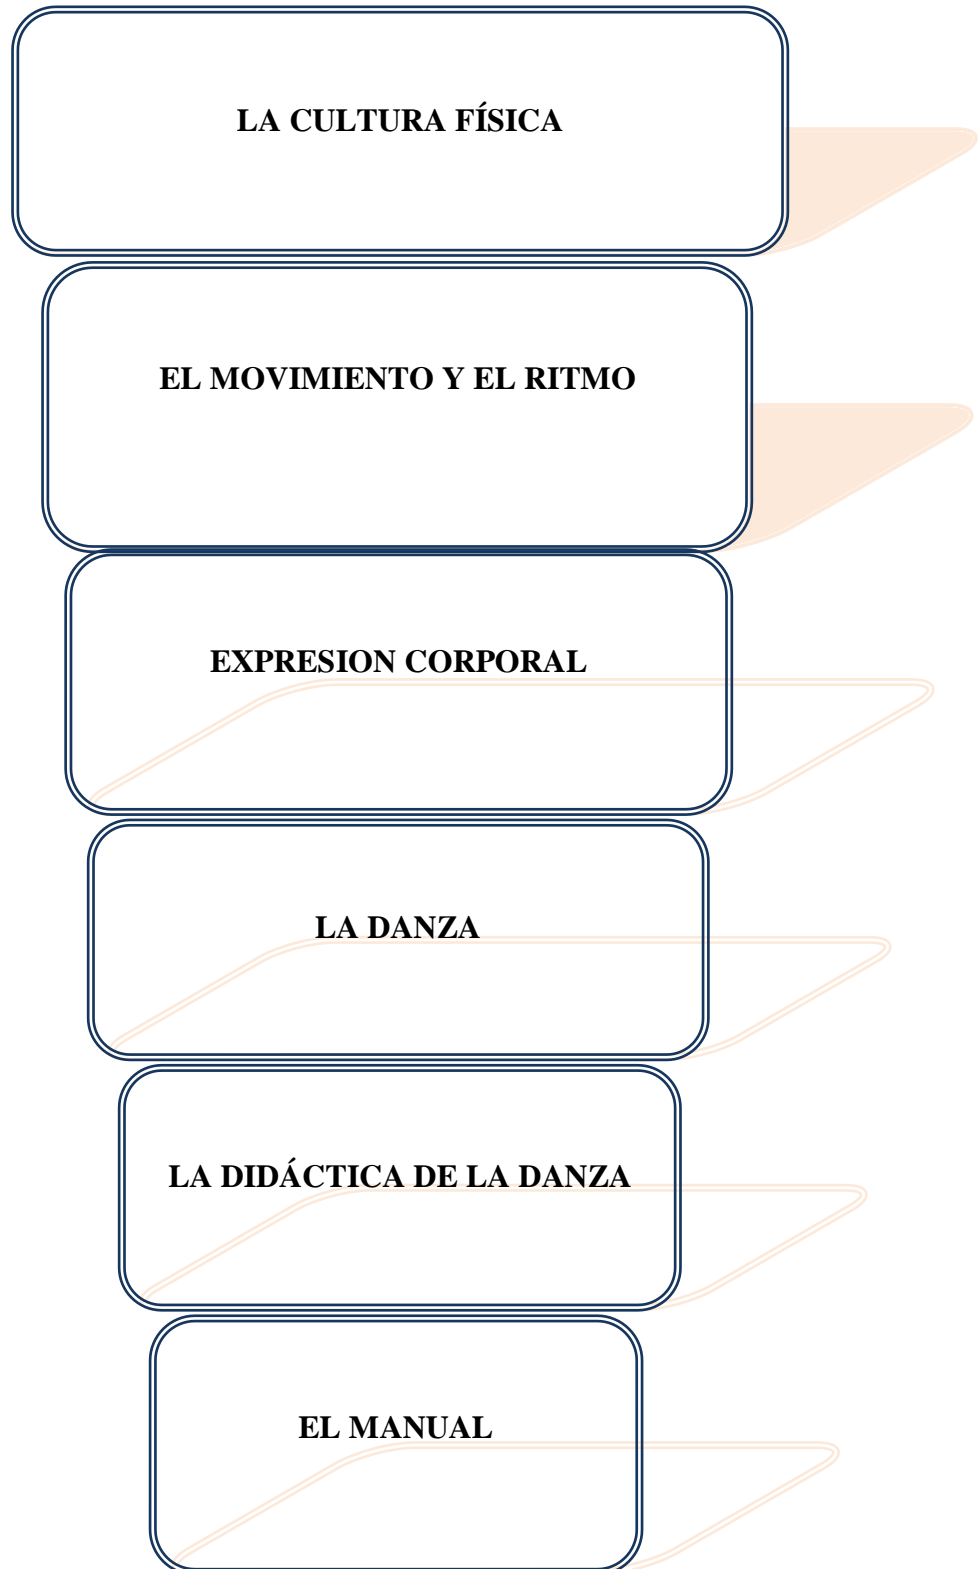 LA CULTURA FÍSICA
EL MOVIMIENTO Y EL RITMO
EXPRESION CORPORAL
LA DANZA
LA DIDÁCTICA DE LA DANZA
EL MANUAL